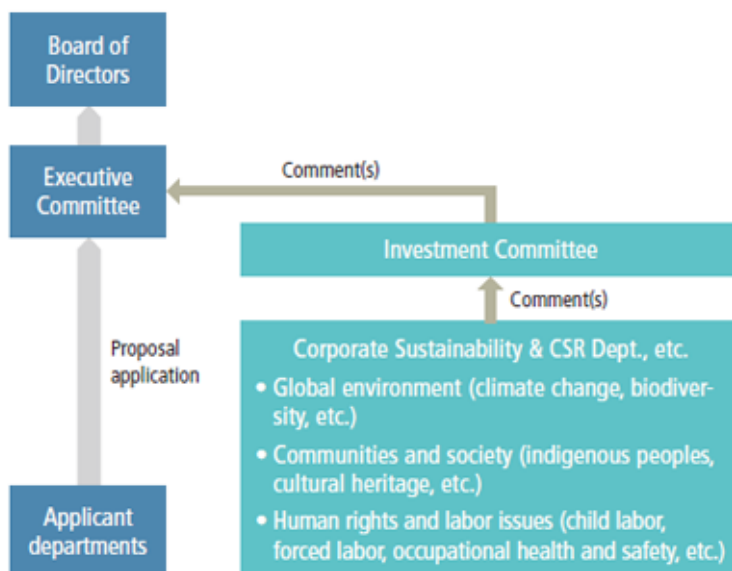 Board of
Directors
Executive
Committee
Comment(s)
Investment Committee
Comment(s)
Proposal
application
Corporate Sustainability & CSR Dept., etc.
• Global environment (climate change, biodiver-
sity, etc.)
• Communities and society (indigenous peoples,
cultural heritage, etc.)
• Human rights and labor issues (child labor,
forced labor, occupational health and safety, etc.)
Applicant
departments